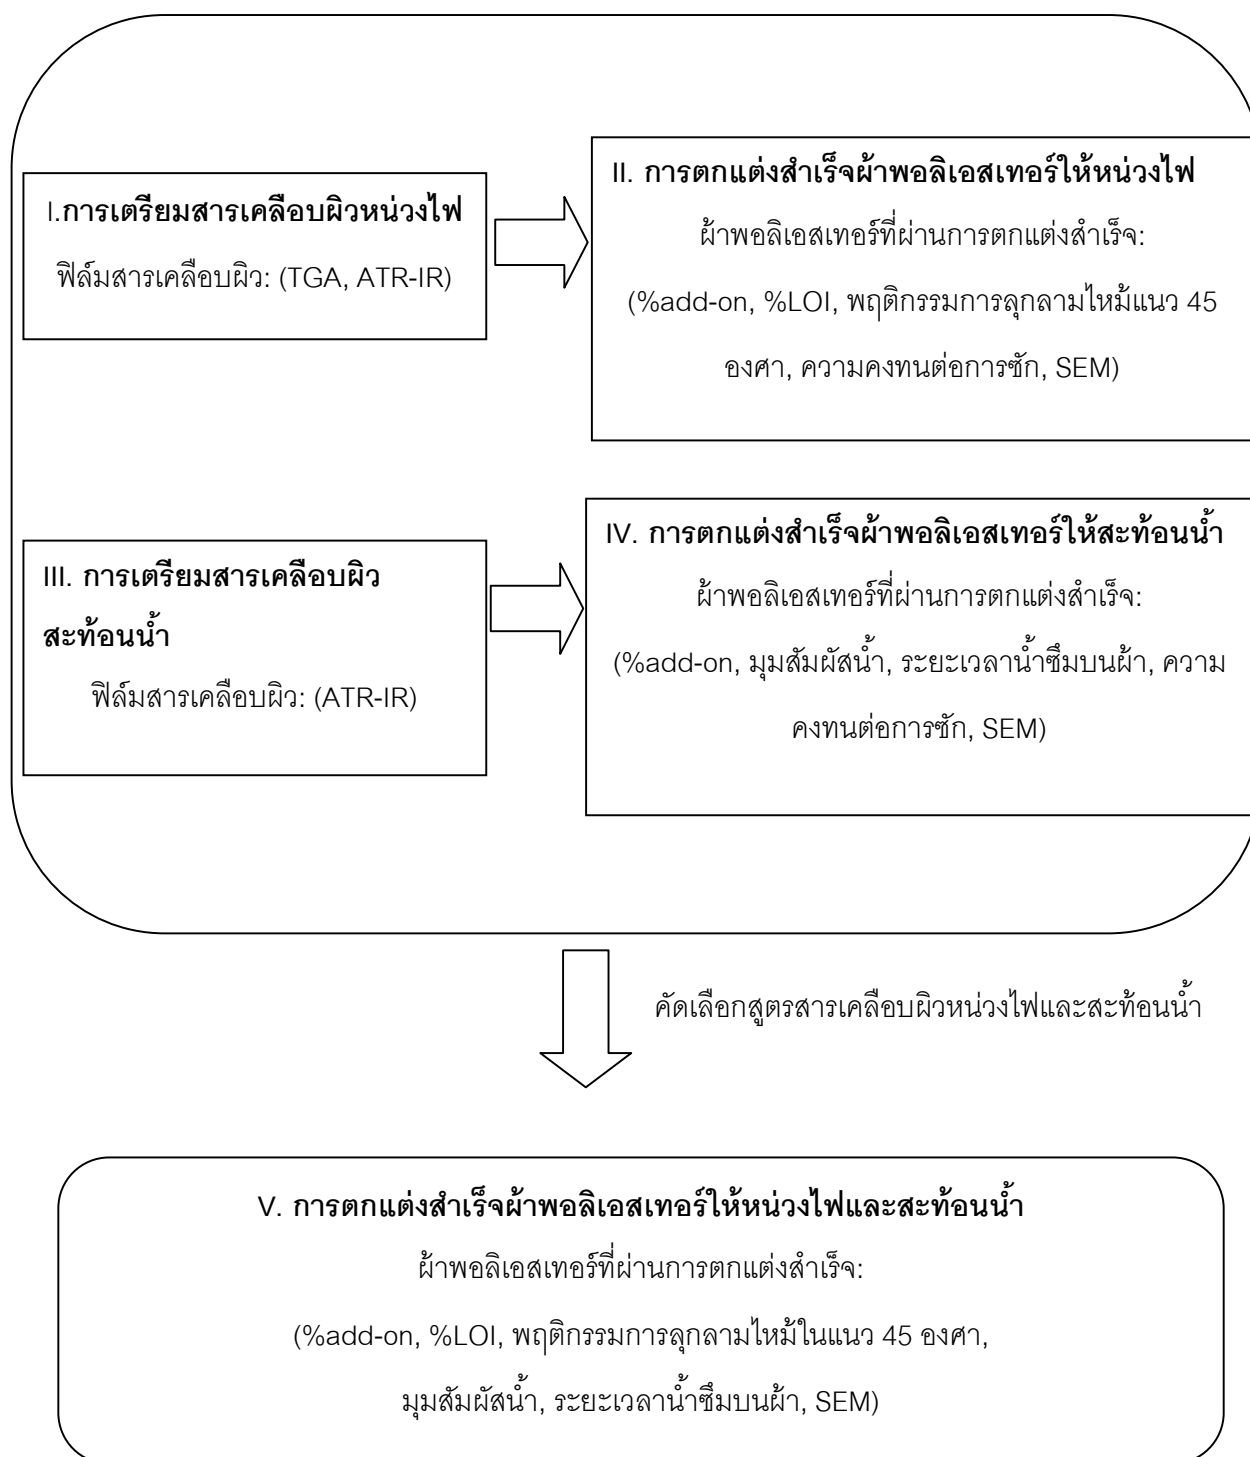 I.การเตรียมสารเคลือบผิวหน่วงไฟ
ฟิล์มสารเคลือบผิว: (TGA, ATR-IR)
II. การตกแต่งสำเร็จผ้าพอลิเอสเทอร์ให้หน่วงไฟ
ผ้าพอลิเอสเทอร์ที่ผ่านการตกแต่งสำเร็จ:
(%add-on, %LOI, พฤติกรรมการลุกลามไหม้แนว 45
องศา, ความคงทนต่อการซัก, SEM)
III. การเตรียมสารเคลือบผิว
สะท้อนน้ำ
ฟิล์มสารเคลือบผิว: (ATR-IR)
IV. การตกแต่งสำเร็จผ้าพอลิเอสเทอร์ให้สะท้อนน้ำ
ผ้าพอลิเอสเทอร์ที่ผ่านการตกแต่งสำเร็จ:
(%add-on, มุมสัมผัสน้ำ, ระยะเวลาน้ำซึมบนผ้า, ความ
คงทนต่อการซัก, SEM)
คัดเลือกสูตรสารเคลือบผิวหน่วงไฟและสะท้อนน้ำ
V. การตกแต่งสำเร็จผ้าพอลิเอสเทอร์ให้หน่วงไฟและสะท้อนน้ำ
ผ้าพอลิเอสเทอร์ที่ผ่านการตกแต่งสำเร็จ:
(%add-on, %LOI, พฤติกรรมการลุกลามไหม้ในแนว 45 องศา,
มุมสัมผัสน้ำ, ระยะเวลาน้ำซึมบนผ้า, SEM)